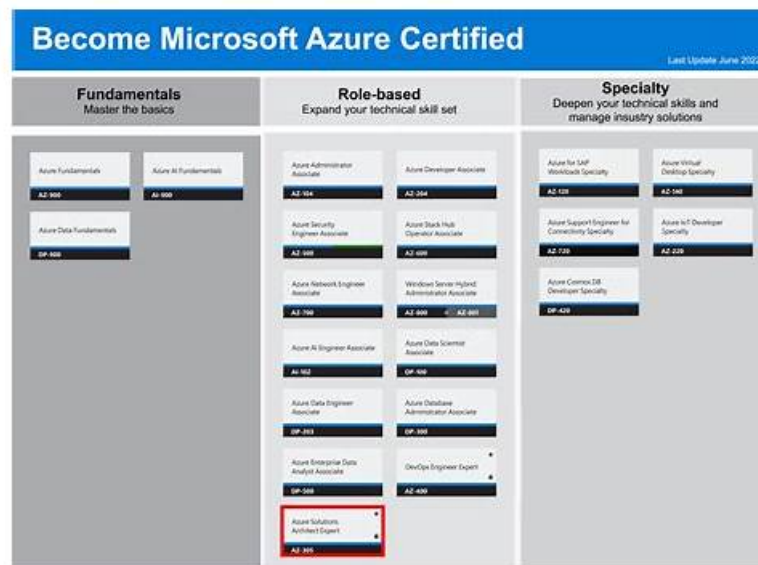 Become Microsoft Azure Certified
Last Update June 2022
Fundamentals
Master the basics
Role-based
Expand your technical skill set
Specialty
Deepen your technical skills and
manage insustry solutions
Azure Fundamentals
AZ-900
Azure AI Fundamentals
AI-900
Azure Data Fundamentals
DP-900
Azure Administrator
Associate
AZ-104
Azure Developer Associate
AZ-204
Azure Security
Engineer Associate
AZ-500
Azure Stack Hub
Operator Associate
AZ-600
Azure Network Engineer
Associate
AZ-700
Windows Server Hybrid
Administrator Associate
AZ-800 + AZ-801
Azure AI Engineer Associate
AI-102
Azure Data Scientist
Associate
DP-100
Azure Data Engineer
Associate
DP-203
Azure Database
Administrator Associate
DP-300
Azure Enterprise Data
Analyst Associate
DP-500
DevOps Engineer Expert
AZ-400
Azure Solutions
Architect Expert
AZ-305
Azure for SAP
Workloads Specialty
AZ-120
Azure Virtual
Desktop Specialty
AZ-140
Azure Support Engineer for
Connectivity Specialty
AZ-720
Azure IoT Developer
Specialty
AZ-220
Azure Cosmos DB
Developer Specialty
DP-420